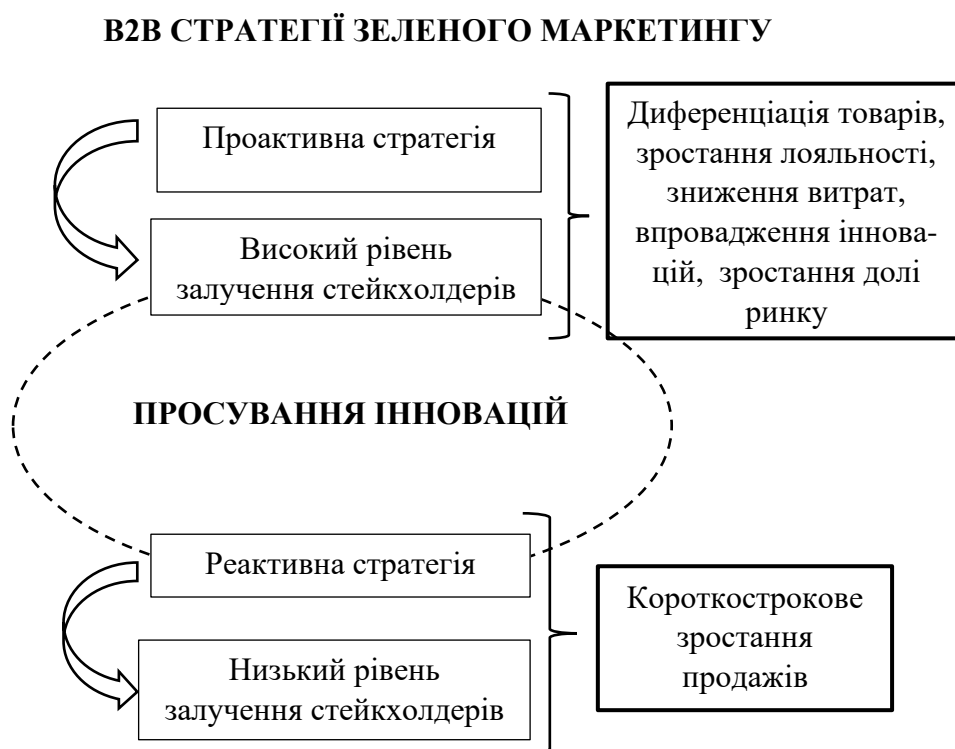 В2В СТРАТЕГІЇ ЗЕЛЕНОГО МАРКЕТИНГУ
Проактивна стратегія
Високий рівень
залучення стейкхолдерів
Диференціація товарів,
зростання лояльності,
зниження витрат,
впровадження іннова-
цій, зростання долі
ринку
ПРОСУВАННЯ ІННОВАЦІЙ
Реактивна стратегія
Низький рівень
залучення стейкхолдерів
Короткострокове
зростання
продажів